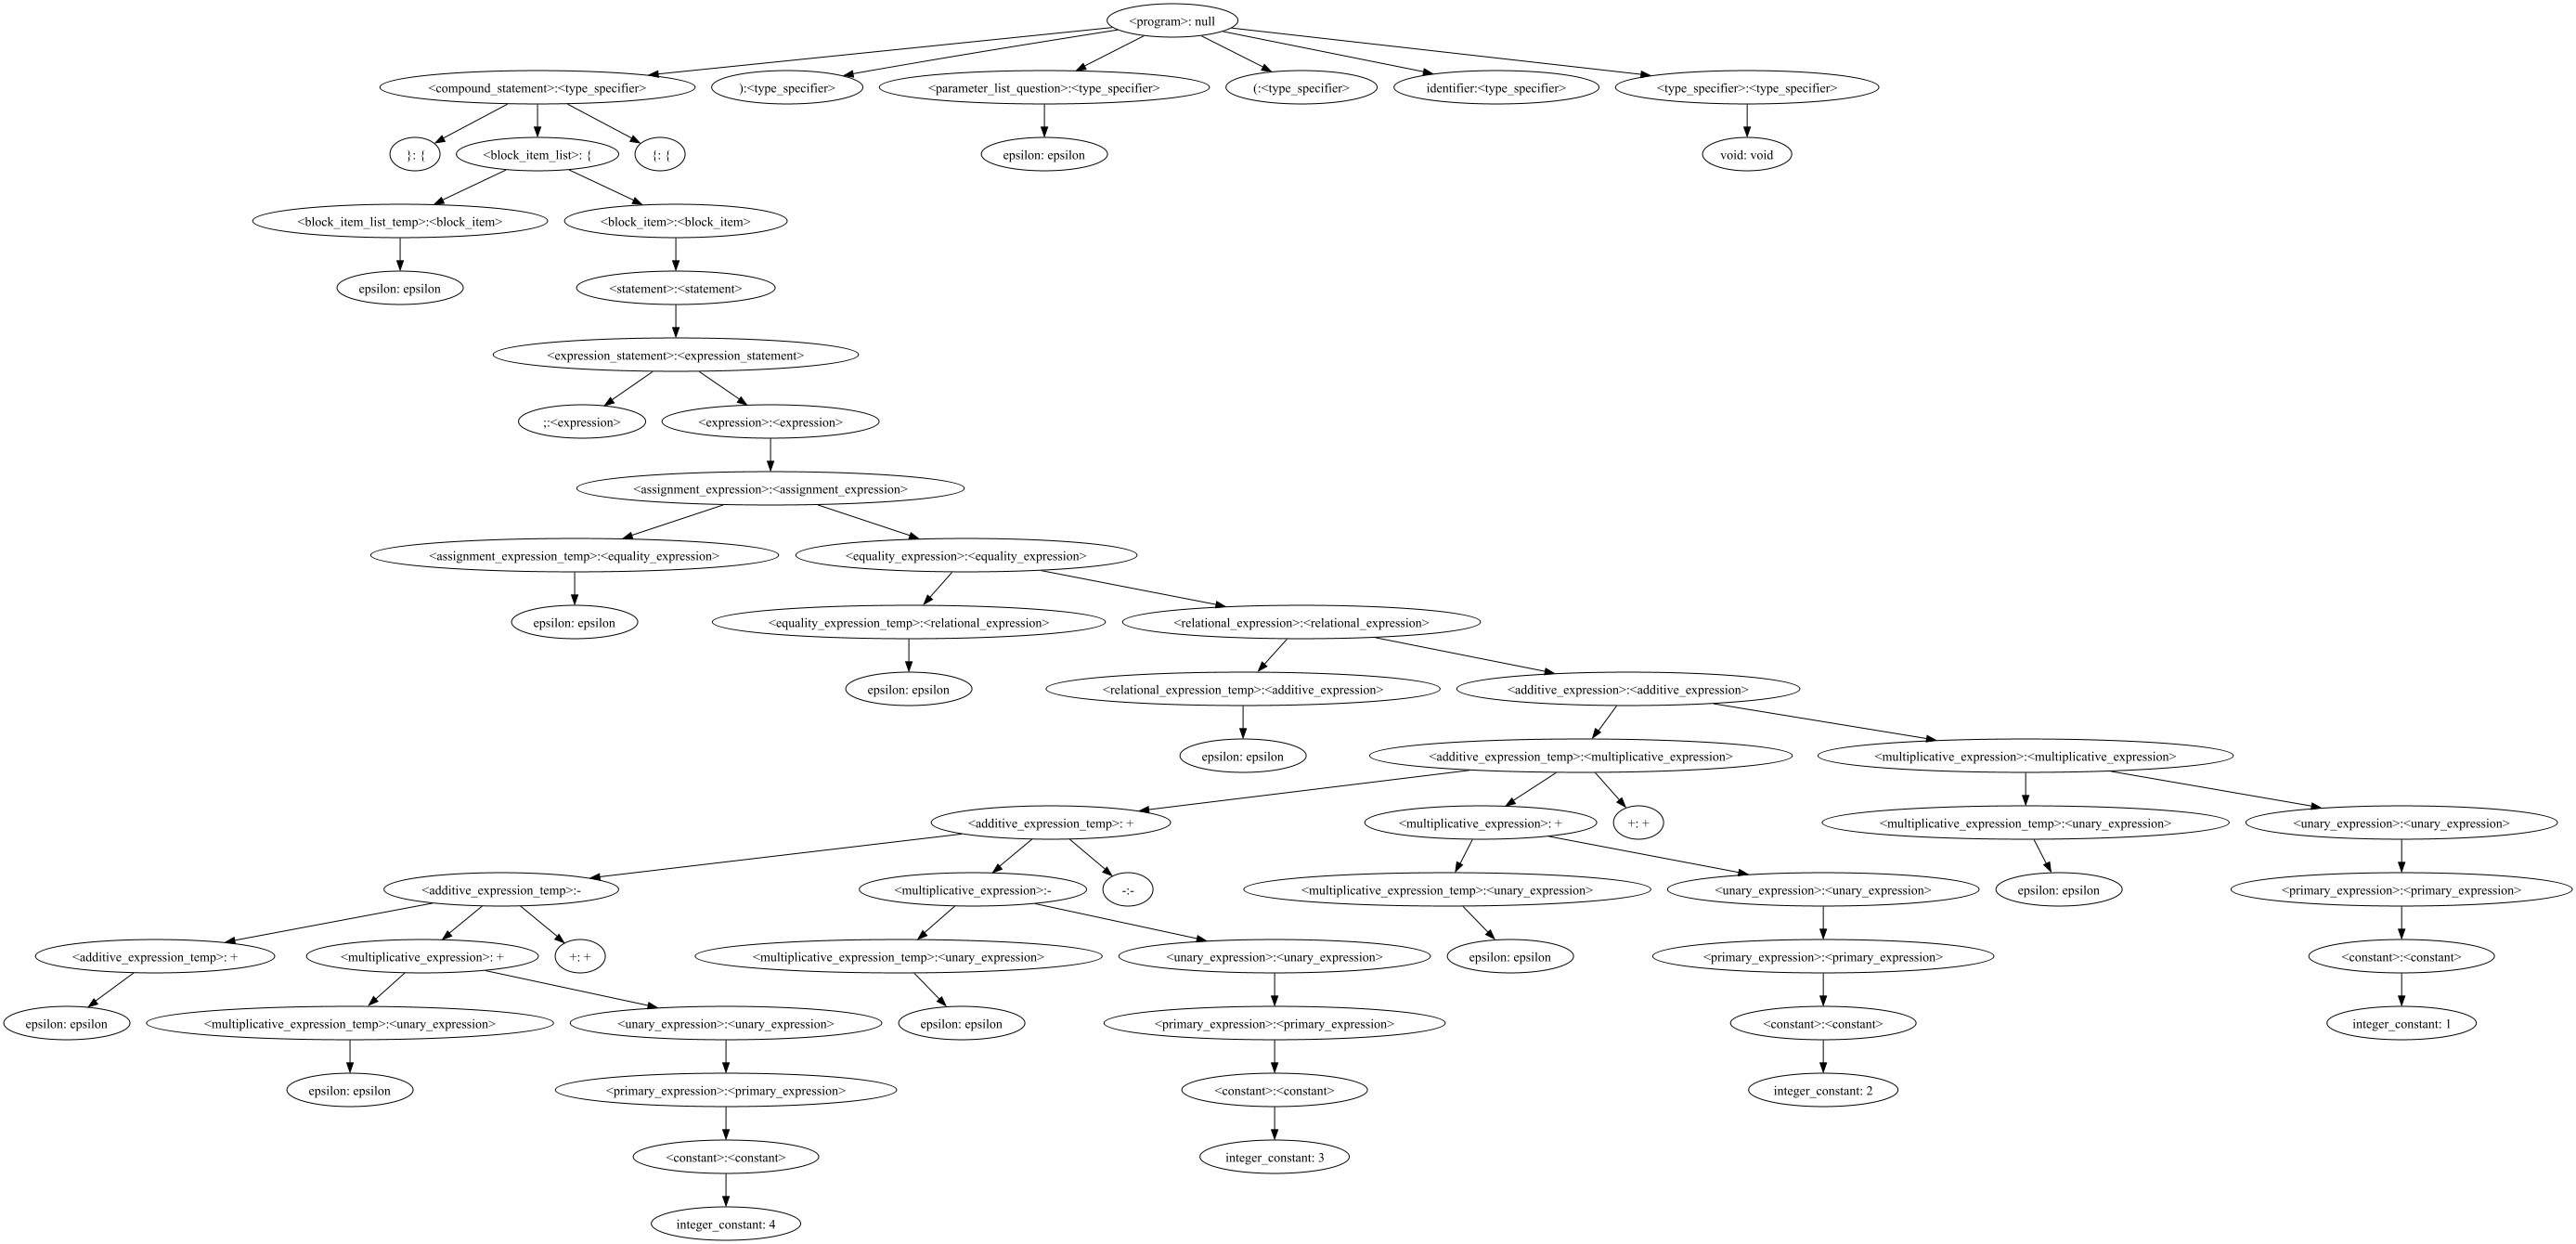 <program>: null
<compound_statement>:<type_specifier>
):<type_specifier>
<parameter_list_question>:<type_specifier>
(:<type_specifier>
identifier:<type_specifier>
<type_specifier>:<type_specifier>
}: {
<block_item_list>: {
{: {
epsilon: epsilon
void: void
<block_item_list_temp>:<block_item>
<block_item>:<block_item>
epsilon: epsilon
<statement>:<statement>
<expression_statement>:<expression_statement>
;:<expression>
<expression>:<expression>
<assignment_expression>:<assignment_expression>
<assignment_expression_temp>:<equality_expression>
<equality_expression>:<equality_expression>
epsilon: epsilon
<equality_expression_temp>:<relational_expression>
<relational_expression>:<relational_expression>
epsilon: epsilon
<relational_expression_temp>:<additive_expression>
<additive_expression>:<additive_expression>
epsilon: epsilon
<additive_expression_temp>:<multiplicative_expression>
<multiplicative_expression>:<multiplicative_expression>
<additive_expression_temp>: +
<multiplicative_expression>: +
+: +
<multiplicative_expression_temp>:<unary_expression>
<unary_expression>:<unary_expression>
<additive_expression_temp>:-
<multiplicative_expression>:-
-:-
<multiplicative_expression_temp>:<unary_expression>
<unary_expression>:<unary_expression>
epsilon: epsilon
<primary_expression>:<primary_expression>
<additive_expression_temp>: +
<multiplicative_expression>: +
+: +
<multiplicative_expression_temp>:<unary_expression>
<unary_expression>:<unary_expression>
epsilon: epsilon
<primary_expression>:<primary_expression>
<constant>:<constant>
epsilon: epsilon
<multiplicative_expression_temp>:<unary_expression>
<unary_expression>:<unary_expression>
epsilon: epsilon
<primary_expression>:<primary_expression>
<constant>:<constant>
integer_constant: 1
epsilon: epsilon
<primary_expression>:<primary_expression>
<constant>:<constant>
integer_constant: 2
<constant>:<constant>
integer_constant: 3
integer_constant: 4